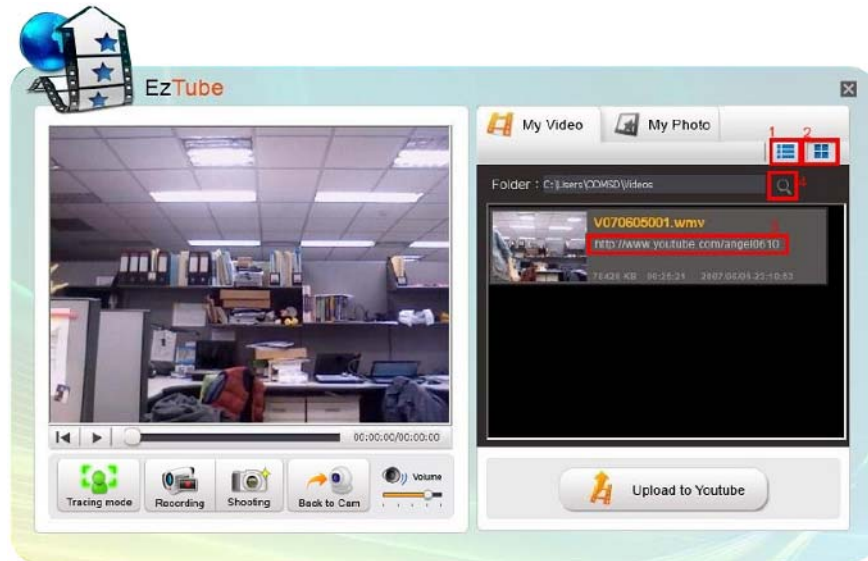 EzTube
My Video
My Photo
1 2
Folder : C:\Users\COMSD\Videos
4
V070605001.wmv
3
http://www.youtube.com/angel0610
00:00:00/00:00:00
Tracing mode
Recording
Shooting
Back to Cam
Volume
Upload to Youtube